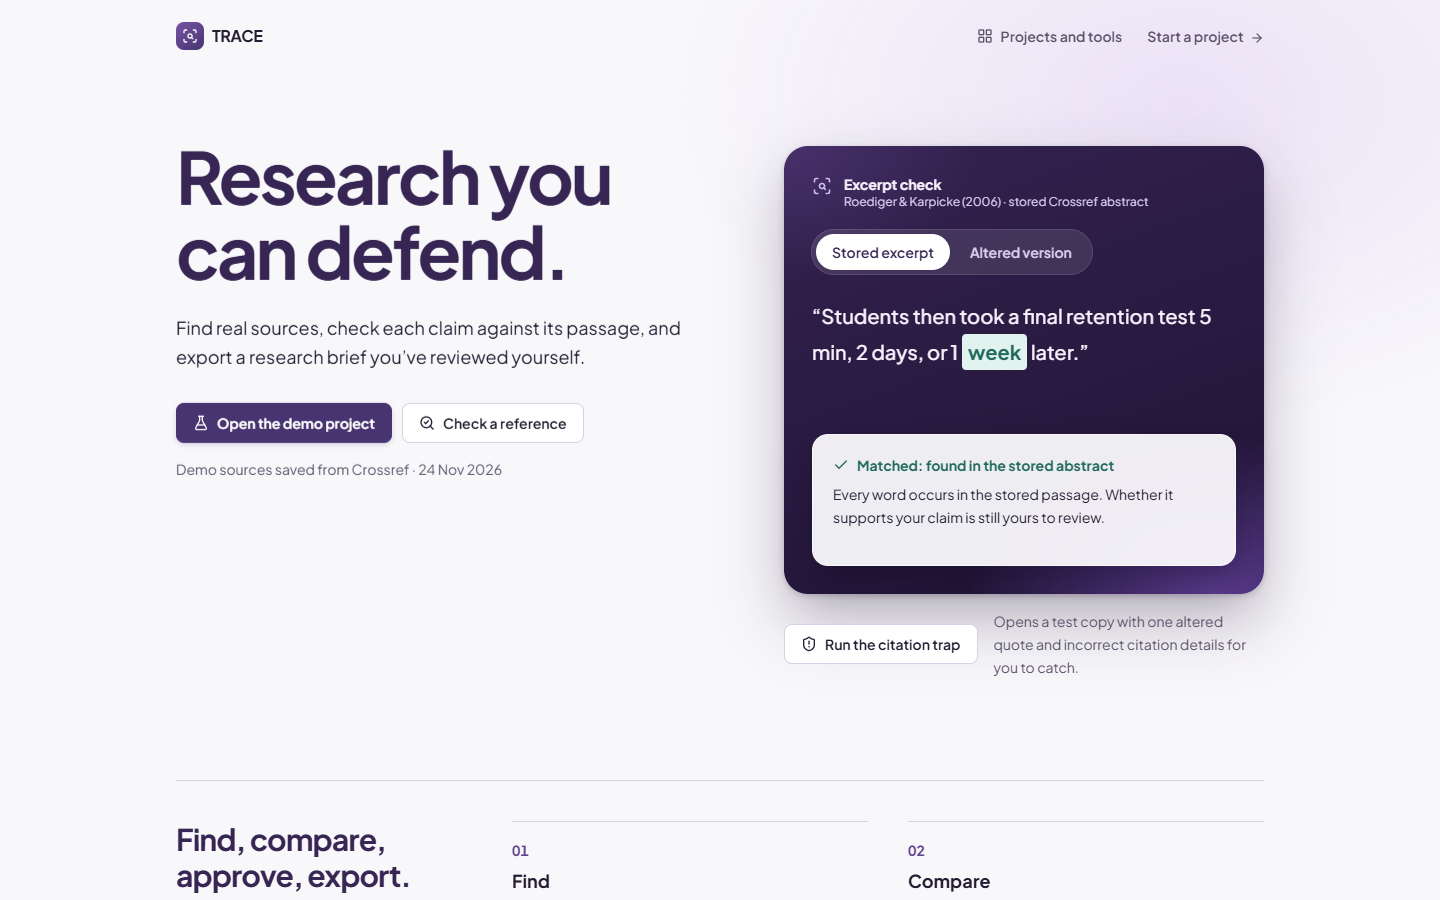 TRACE
Projects and tools
Start a project
Research you
can defend.
Find real sources, check each claim against its passage, and
export a research brief you’ve reviewed yourself.
Open the demo project
Check a reference
Demo sources saved from Crossref · 24 Nov 2026
Excerpt check
Roediger & Karpicke (2006) · stored Crossref abstract
Stored excerpt
Altered version
“Students then took a final retention test 5
min, 2 days, or 1 week later.”
Matched: found in the stored abstract
Every word occurs in the stored passage. Whether it
supports your claim is still yours to review.
Run the citation trap
Opens a test copy with one altered
quote and incorrect citation details for
you to catch.
Find, compare,
approve, export.
01
Find
02
Compare